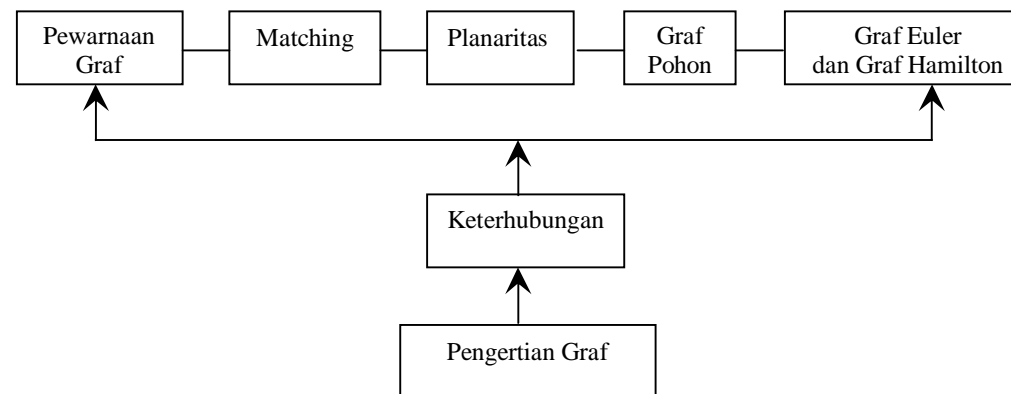 Pewarnaan
Graf
Matching
Planaritas
Graf
Pohon
Graf Euler
dan Graf Hamilton
Keterhubungan
Pengertian Graf